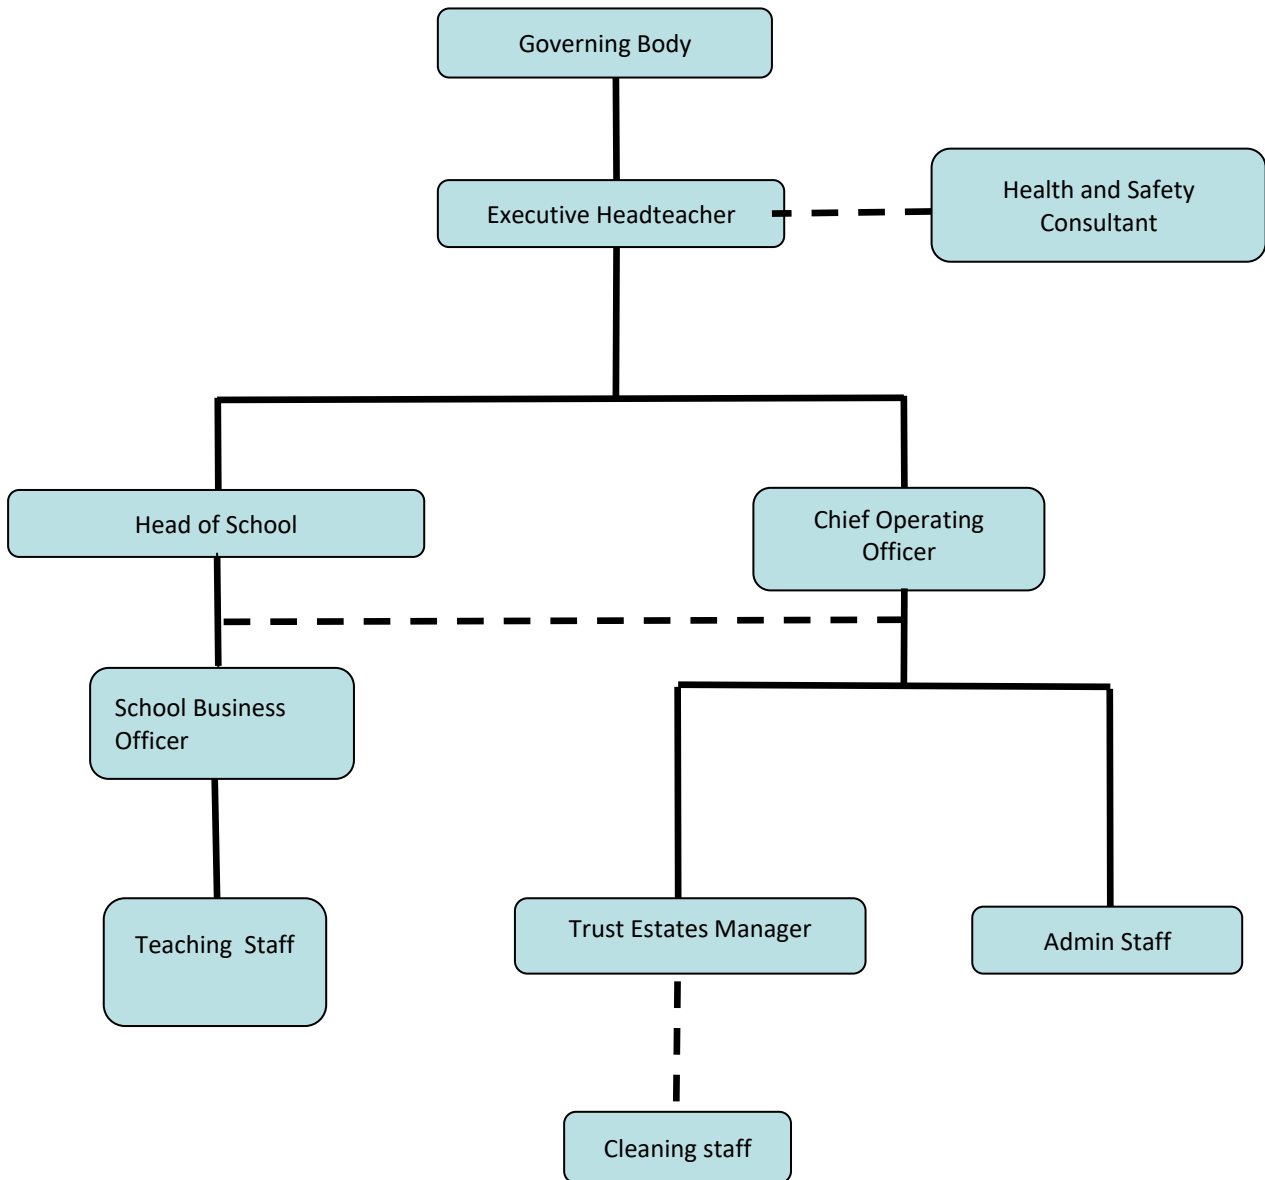 Governing Body
Executive Headteacher
Health and Safety
Consultant
Head of School
Chief Operating
Officer
School Business
Officer
Teaching  Staff
Trust Estates Manager
Admin Staff
Cleaning staff